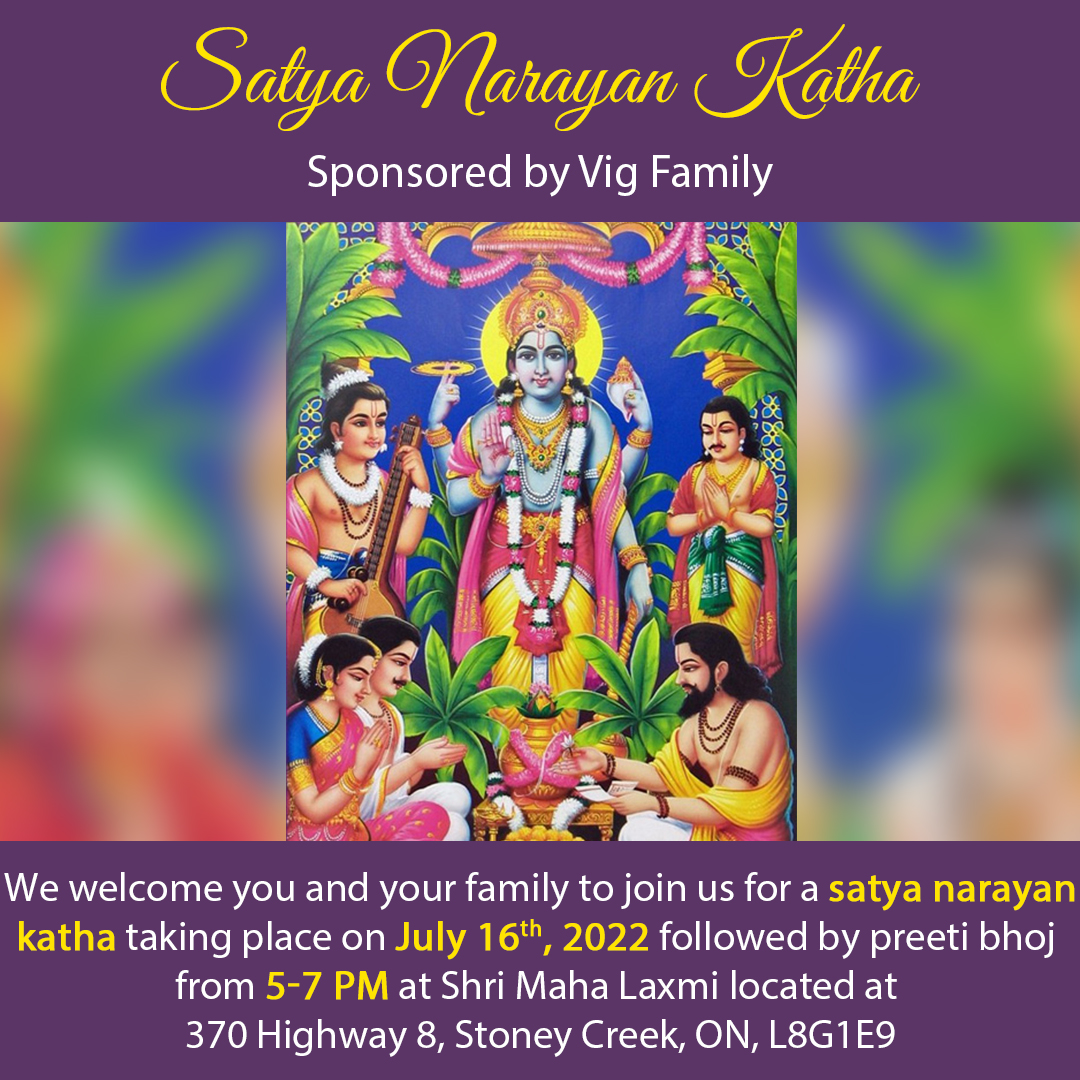 Satya Narayan Katha
Sponsored by Vig Family
We welcome you and your family to join us for a satya narayan
katha taking place on July 16th, 2022 followed by preeti bhoj
from 5-7 PM at Shri Maha Laxmi located at
370 Highway 8, Stoney Creek, ON, L8G1E9